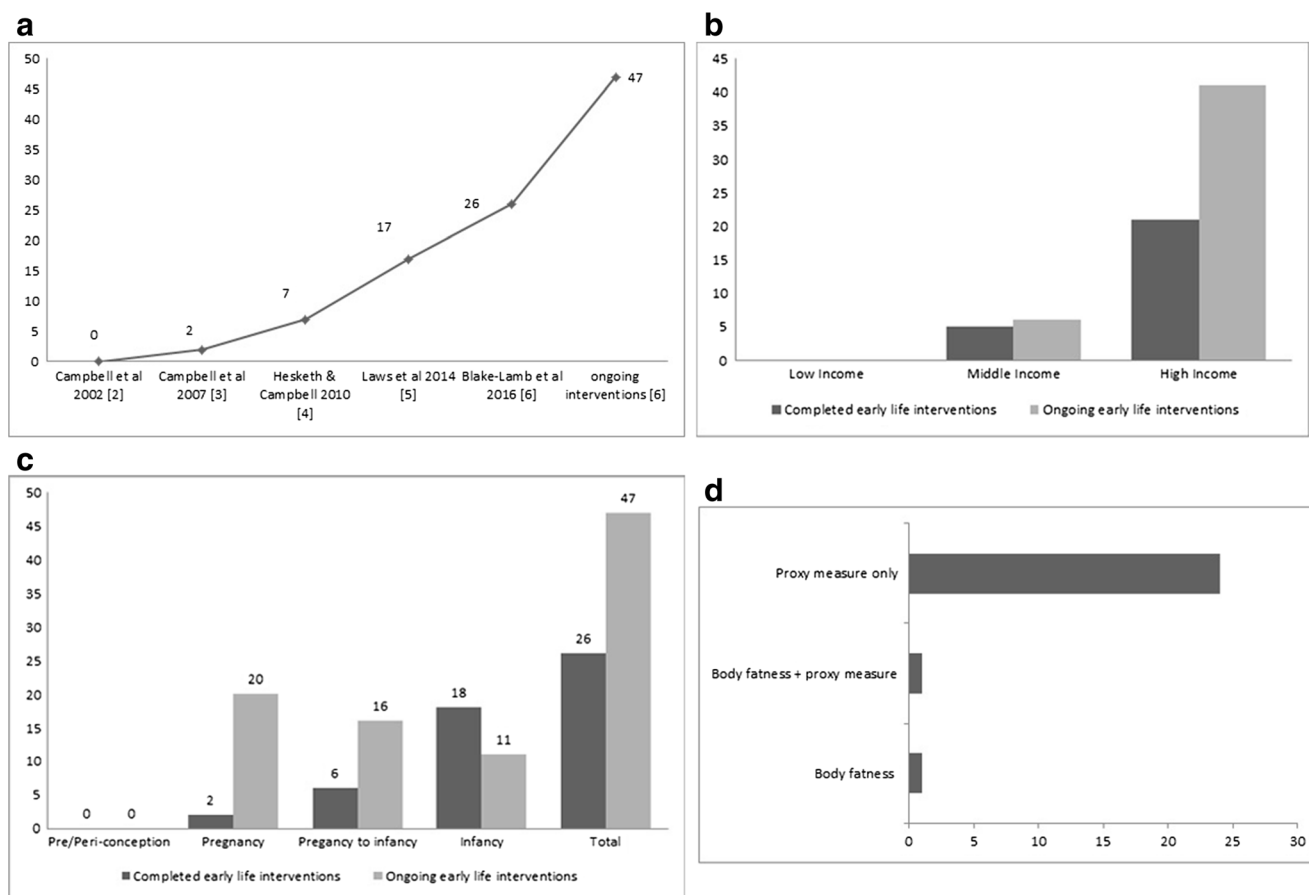 a
50
45
40
35
30
25
20
15
10
5
0
0
2
7
17
26
47
Campbell et al
2002 [2]
Campbell et al
2007 [3]
Hesketh &
Campbell 2010
[4]
Laws et al 2014
[5]
Blake-Lamb et al
2016 [6]
ongoing
interventions [6]
b
45
40
35
30
25
20
15
10
5
0
Low Income
Middle Income
High Income
Completed early life interventions
Ongoing early life interventions
c
50
45
40
35
30
25
20
15
10
5
0
0
0
2
20
6
16
18
11
26
47
Pre/Peri-conception
Pregnancy
Pregancy to infancy
Infancy
Total
Completed early life interventions
Ongoing early life interventions
d
Proxy measure only
Body fatness + proxy measure
Body fatness
0
5
10
15
20
25
30